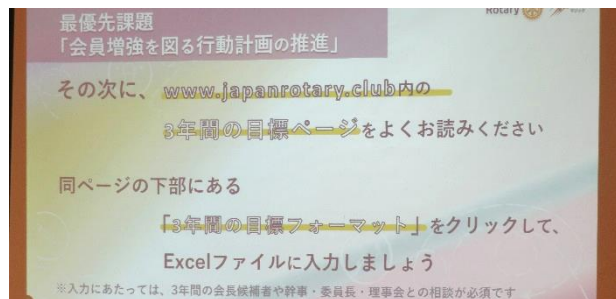 Rotary
最優先課題
「会員増強を図る行動計画の推進」
その次に、 www.japanrotary.club内の
3年間の目標ページをよくお読みください
同ページの下部にある
「3年間の目標フォーマット」をクリックして、
Excelファイルに入力しましょう
※入力にあたっては、3年間の会長候補者や幹事・委員長・理事会との相談が必須です